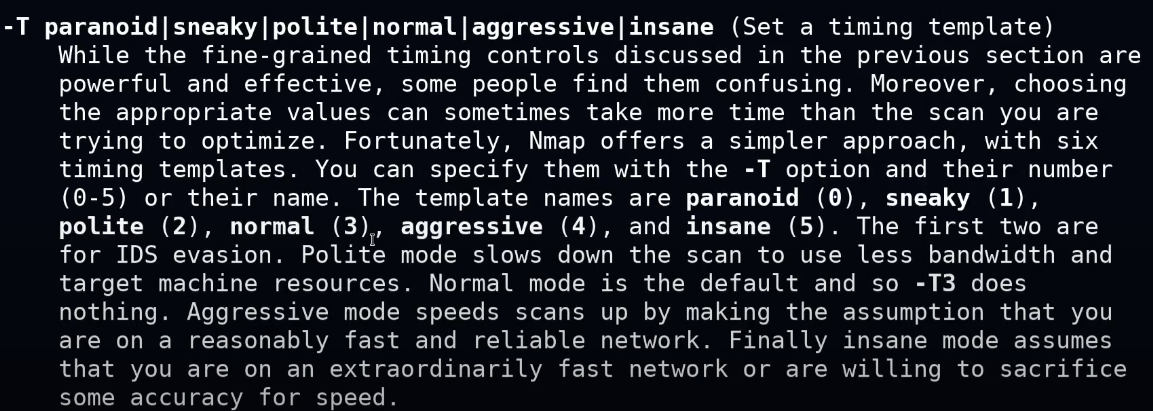 -T paranoid|sneaky|polite|normal|aggressive|insane (Set a timing template)
While the fine-grained timing controls discussed in the previous section are
powerful and effective, some people find them confusing. Moreover, choosing
the appropriate values can sometimes take more time than the scan you are
trying to optimize. Fortunately, Nmap offers a simpler approach, with six
timing templates. You can specify them with the -T option and their number
(0-5) or their name. The template names are paranoid (0), sneaky (1),
polite (2), normal (3), aggressive (4), and insane (5). The first two are
for IDS evasion. Polite mode slows down the scan to use less bandwidth and
target machine resources. Normal mode is the default and so -T3 does
nothing. Aggressive mode speeds scans up by making the assumption that you
are on a reasonably fast and reliable network. Finally insane mode assumes
that you are on an extraordinarily fast network or are willing to sacrifice
some accuracy for speed.